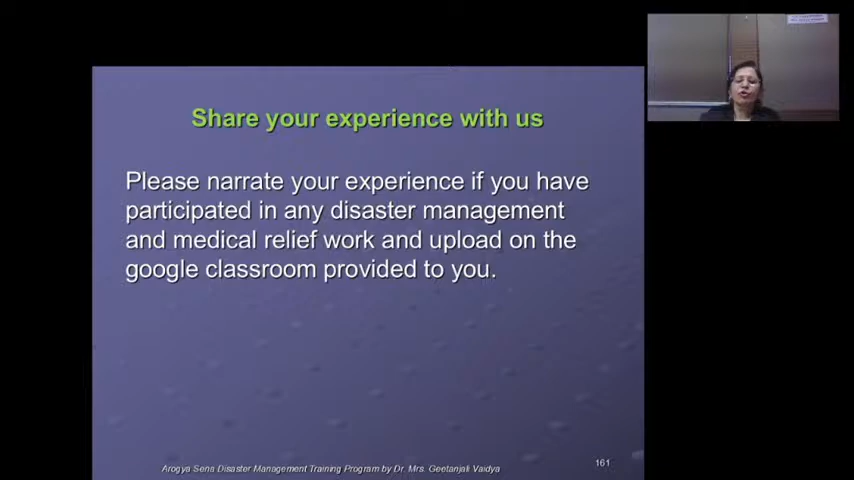 Share your experience with us
Please narrate your experience if you have
participated in any disaster management
and medical relief work and upload on the
google classroom provided to you.
Arogya Sena Disaster Management Training Program by Dr. Mrs. Geetanjali Vaidya
161